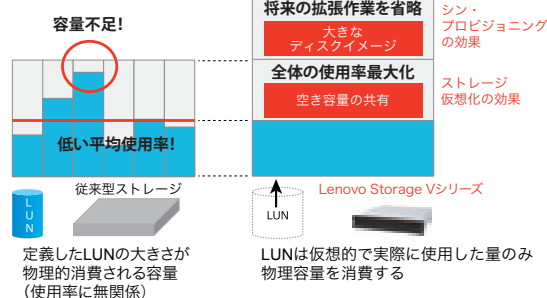 容量不足!
低い平均使用率!
LUN
従来型ストレージ
定義したLUNの大きさが
物理的消費される容量
（使用率に無関係）
将来の拡張作業を省略
大きな
ディスクイメージ
シン・
プロビジョニング
の効果
全体の使用率最大化
空き容量の共有
ストレージ
仮想化の効果
LUN
Lenovo Storage Vシリーズ
LUNは仮想的で実際に使用した量のみ
物理容量を消費する